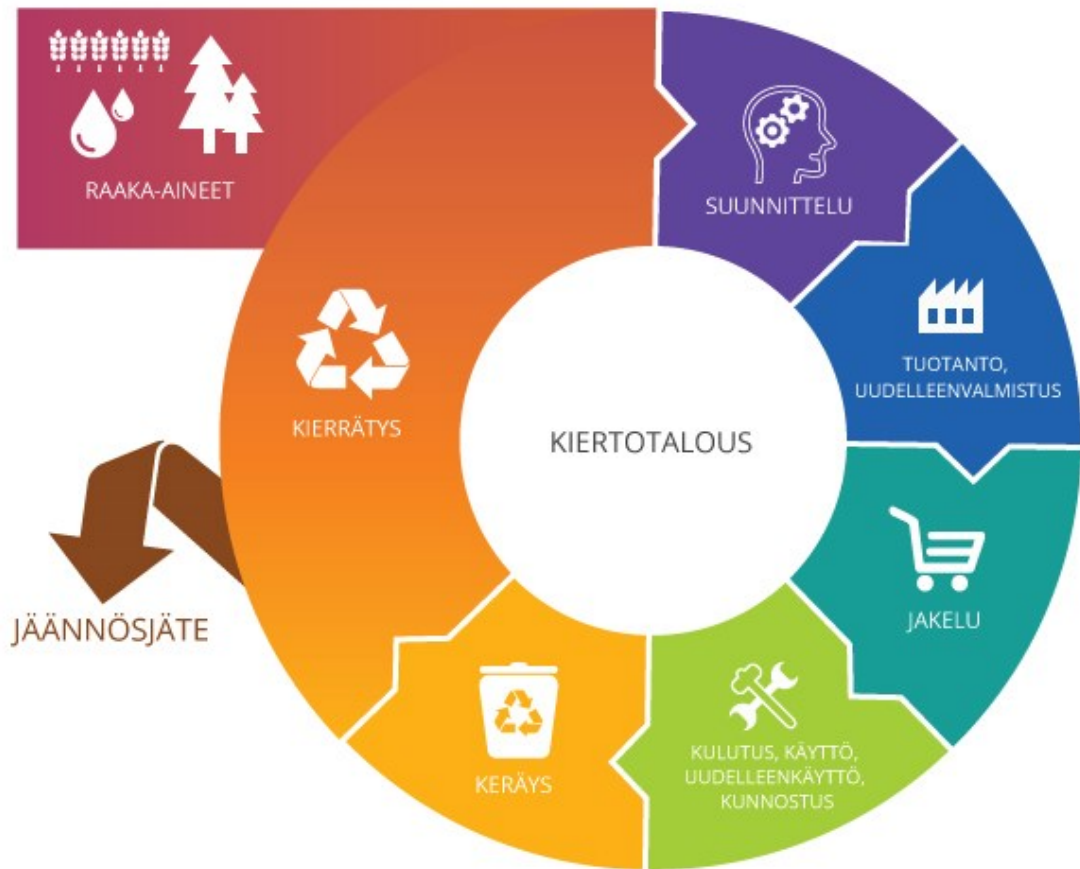 RAAKA-AINEET
SUUNNITTELU
TUOTANTO,
UUDELLEENVALMISTUS
JAKELU
KULUTUS, KÄYTTÖ,
UUDELLEENKÄYTTÖ,
KUNNOSTUS
KERÄYS
KIERRÄTYS
JÄÄNNÖSJÄTE
KIERTOTALOUS